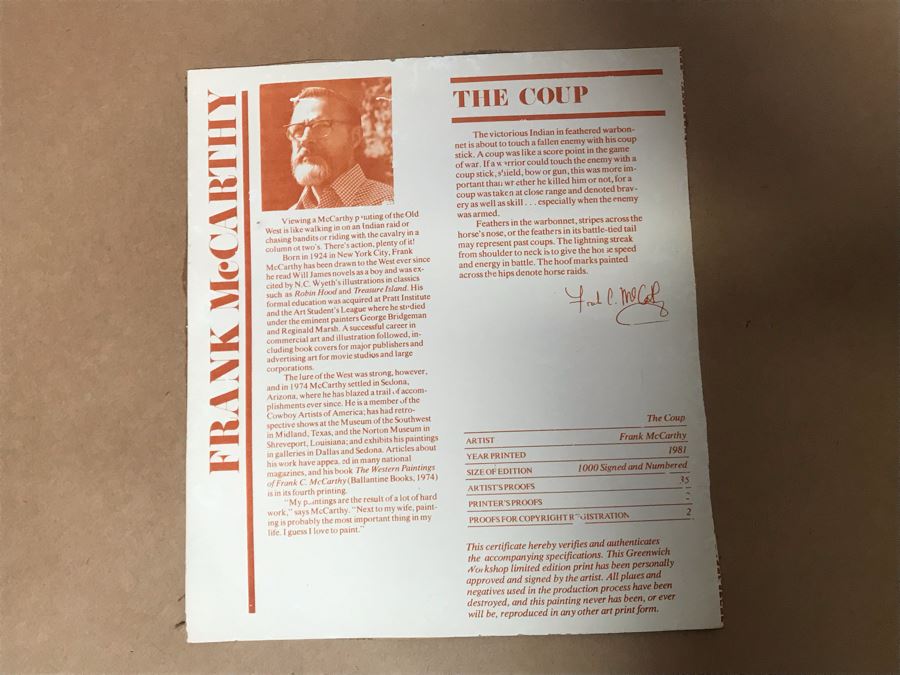 FRANK McCARTHY
Viewing a McCarthy p nting of the Old
West is like walking in on an Indian raid or
chasing bandits or riding with the cavalry in a
column of two's. There's action, plenty of it!
Born in 1924 in New York City, Frank
McCarthy has been drawn to the West ever since
he read Will James novels as a boy and was ex-
cited by N.C. Wyeth's illustrations in classics
such as Robin Hood and Treasure Island. His
formal education was acquired at Pratt Institute
and the Art Student's League where he studied
under the eminent painters George Bridgeman
and Reginald Marsh. A successful career in
commercial art and illustration followed, in-
cluding book covers for major publishers and
advertising art for movie studios and large
corporations.
The lure of the West was strong, however,
and in 1974 McCarthy settled in Sedona,
Arizona, where he has blazed a trail of accom-
plishments ever since. He is a member of the
Cowboy Artists of America; has had retro-
spective shows at the Museum of the Southwest
in Midland, Texas, and the Norton Museum in
Shreveport, Louisiana; and exhibits his paintings
in galleries in Dallas and Sedona. Articles about
his work have appea ed in many national
magazines, and his book The Western Paintings
of Frank C. McCarthy (Ballantine Books, 1974)
is in its fourth printing.
"My p intings are the result of a lot of hard
work," says McCarthy. "Next to my wife, paint-
ing is probably the most important thing in my
life. I guess I love to paint."
THE COUP
The victorious Indian in feathered warbon-
net is about to touch a fallen enemy with his coup
stick. A coup was like a score point in the game
of war. If a w rrior could touch the enemy with a
coup stick, shield, bow or gun, this was more im-
portant than wh ether he killed him or not, for a
coup was taken at close range and denoted brav-
ery as well as skill . . . especially when the enemy
was armed.
Feathers in the warbonnet, stripes across the
horse's nose, or the feathers in its battle-tied tail
may represent past coups. The lightning streak
from shoulder to neck is to give the horse speed
and energy in battle. The hoof marks painted
across the hips denote horse raids.
Frank C. McCarthy
The Coup
ARTIST Frank McCarthy
YEAR PRINTED 1981
SIZE OF EDITION 1000 Signed and Numbered
ARTIST'S PROOFS 35
PRINTER'S PROOFS
PROOFS FOR COPYRIGHT REGISTRATION 2
This certificate hereby verifies and authenticates
the accompanying specifications. This Greenwich
Workshop limited edition print has been personally
approved and signed by the artist. All plates and
negatives used in the production process have been
destroyed, and this painting never has been, or ever
will be, reproduced in any other art print form.